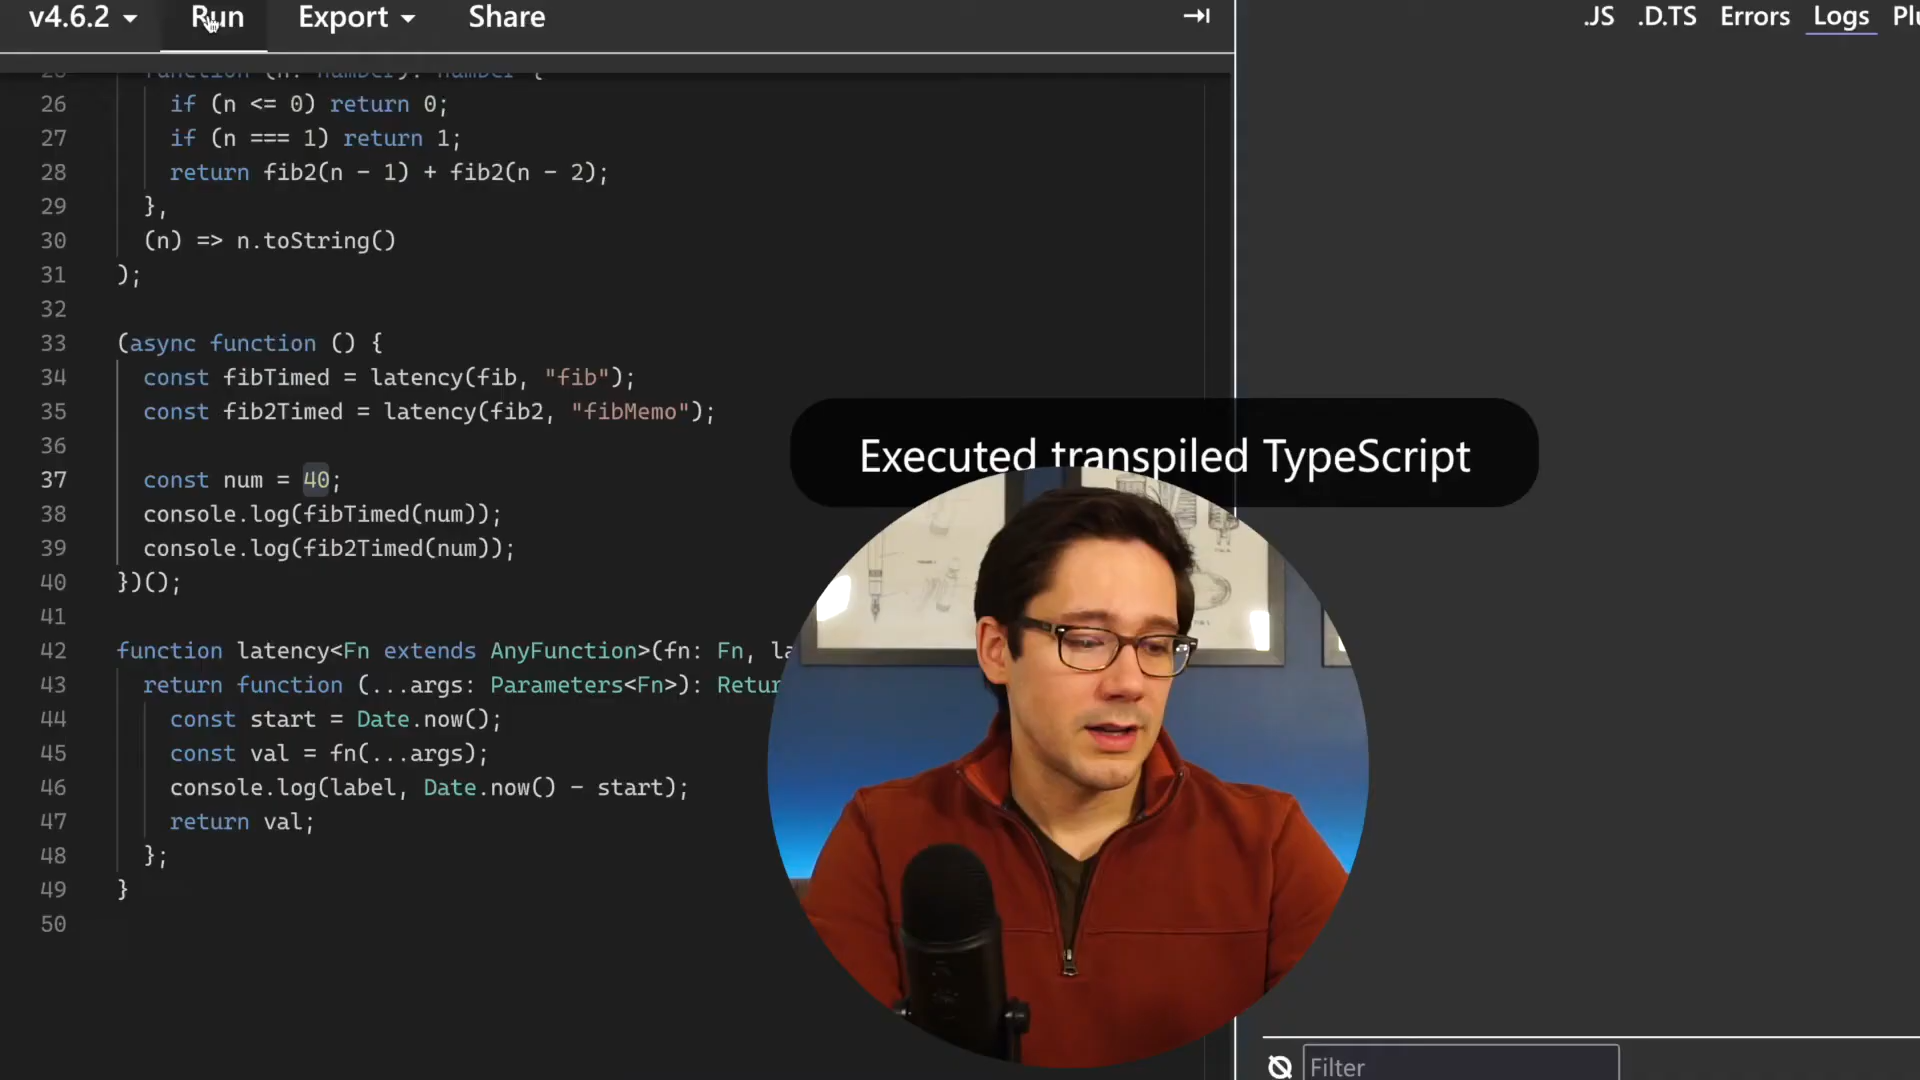 v4.6.2 Run Export Share .JS .D.TS Errors Logs
function (n: number): number {
26 if (n <= 0) return 0;
27 if (n === 1) return 1;
28 return fib2(n - 1) + fib2(n - 2);
29 },
30 (n) => n.toString()
31 );
32
33 (async function () {
34 const fibTimed = latency(fib, "fib");
35 const fib2Timed = latency(fib2, "fibMemo");
36
37 const num = 40;
38 console.log(fibTimed(num));
39 console.log(fib2Timed(num));
40 })();
41
42 function latency<Fn extends AnyFunction>(fn: Fn, la
43 return function (...args: Parameters<Fn>): Retur
44 const start = Date.now();
45 const val = fn(...args);
46 console.log(label, Date.now() - start);
47 return val;
48 };
49 }
50
Executed transpiled TypeScript
Filter